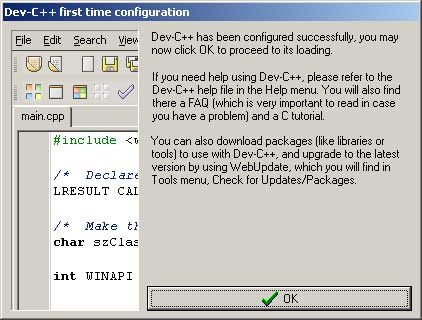 Dev-C++ first time configuration
File Edit Search View
main.cpp
#include <w
/* Declare
LRESULT CAL
/* Make th
char szClas
int WINAPI
Dev-C++ has been configured successfully, you may
now click OK to proceed to its loading.
If you need help using Dev-C++, please refer to the
Dev-C++ help file in the Help menu. You will also find
there a FAQ (which is very important to read in case
you have a problem) and a C tutorial.
You can also download packages (like libraries or
tools) to use with Dev-C++, and upgrade to the latest
version by using WebUpdate, which you will find in
Tools menu, Check for Updates/Packages.
OK